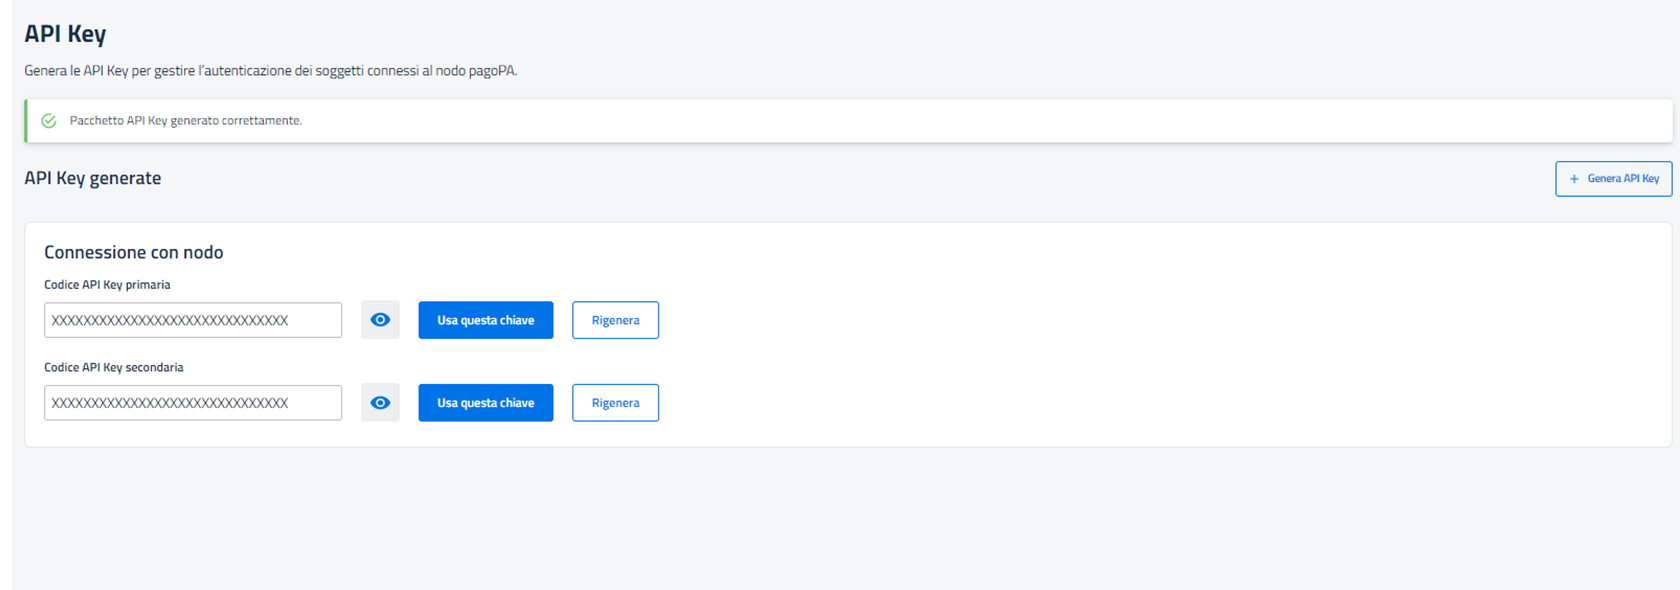 API Key
Genera le API Key per gestire l'autenticazione dei soggetti connessi al nodo pagoPA.
Pacchetto API Key generato correttamente.
API Key generate
+ Genera API Key
Connessione con nodo
Codice API Key primaria
XXXXXXXXXXXXXXXXXXXXXXXXXXXXXX Usa questa chiave Rigenera
Codice API Key secondaria
XXXXXXXXXXXXXXXXXXXXXXXXXXXXXX Usa questa chiave Rigenera